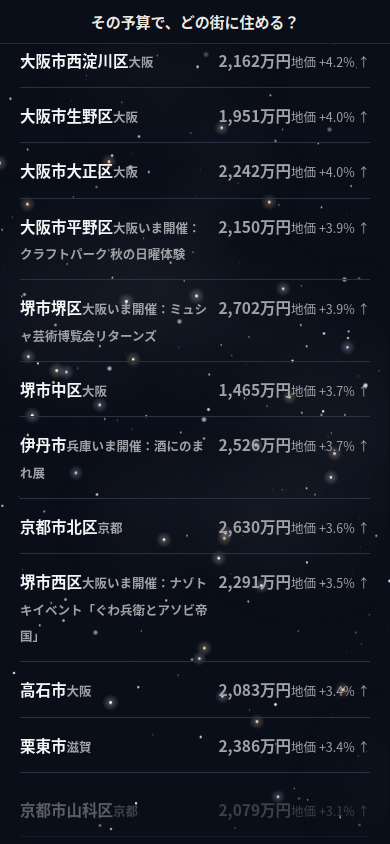 その予算で、どの街に住める？
大阪市西淀川区大阪 2,162万円地価 +4.2% ↑
大阪市生野区大阪 1,951万円地価 +4.0% ↑
大阪市大正区大阪 2,242万円地価 +4.0% ↑
大阪市平野区大阪いま開催： 2,150万円地価 +3.9% ↑
クラフトパーク 秋の日曜体験
堺市堺区大阪いま開催：ミュシ 2,702万円地価 +3.9% ↑
ャ芸術博覧会リターンズ
堺市中区大阪 1,465万円地価 +3.7% ↑
伊丹市兵庫いま開催：酒にのま 2,526万円地価 +3.7% ↑
れ展
京都市北区京都 2,630万円地価 +3.6% ↑
堺市西区大阪いま開催：ナゾト 2,291万円地価 +3.5% ↑
キイベント「ぐわ兵衛とアソビ帝
国」
高石市大阪 2,083万円地価 +3.4% ↑
栗東市滋賀 2,386万円地価 +3.4% ↑
京都市山科区京都 2,079万円地価 +3.1% ↑